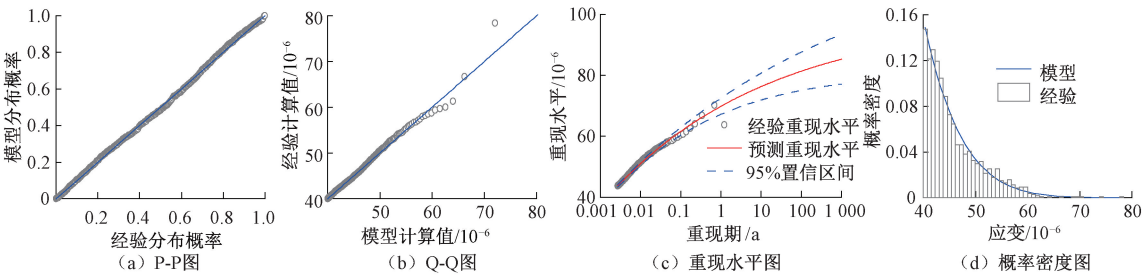 模型分布概率
1.0
0.8
0.6
0.4
0.2
0
0.2
0.4
0.6
0.8
1.0
经验分布概率
(a) P-P图
经验计算值/10⁻⁶
80
70
60
50
40
50
60
70
80
模型计算值/10⁻⁶
(b) Q-Q图
重现水平/10⁻⁶
100
80
60
40
0.001
0.01
0.1
1
10
100
1 000
经验重现水平
预测重现水平
95%置信区间
重现期/a
(c) 重现水平图
概率密度
0.16
0.12
0.08
0.04
0
40
50
60
70
80
模型
经验
应变/10⁻⁶
(d) 概率密度图